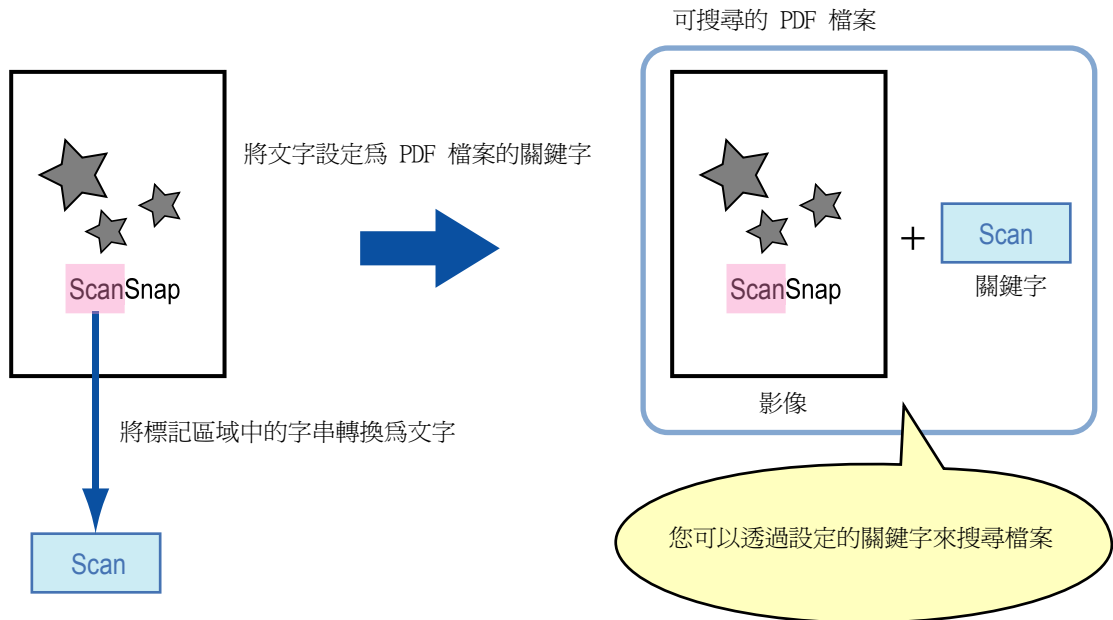 可搜尋的 PDF 檔案
將文字設定爲 PDF 檔案的關鍵字
ScanSnap
將標記區域中的字串轉換爲文字
Scan
ScanSnap
+
Scan
關鍵字
影像
您可以透過設定的關鍵字來搜尋檔案